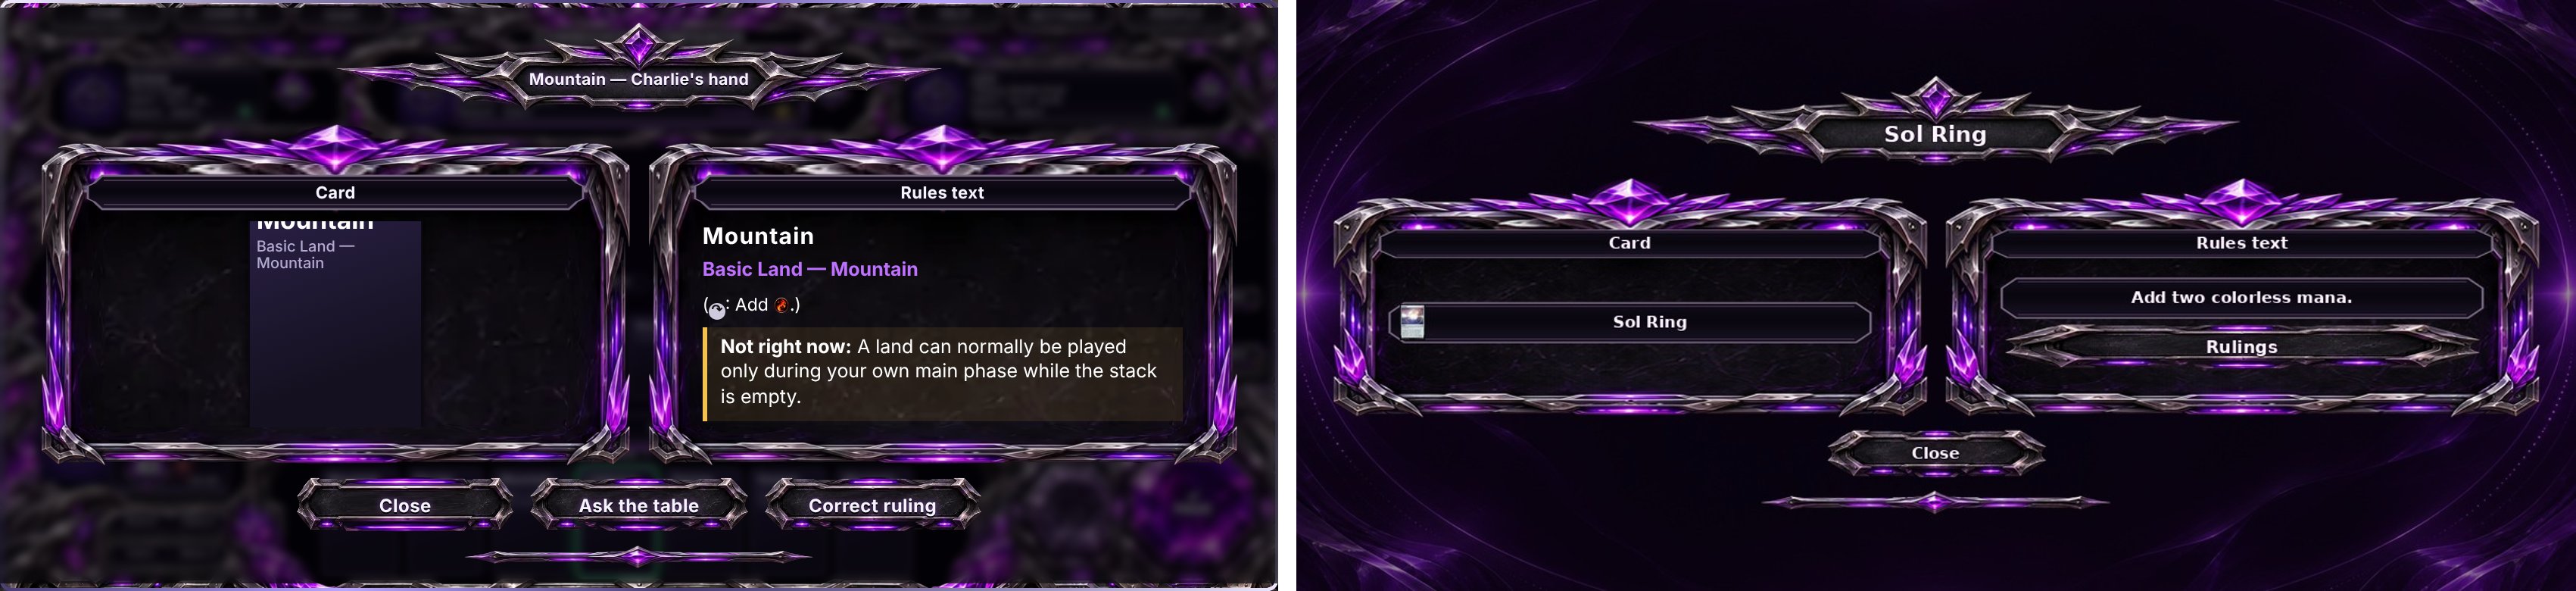 Mountain — Charlie's hand
Card
Mountain
Basic Land —
Mountain
Rules text
Mountain
Basic Land — Mountain
(: Add .)
Not right now: A land can normally be played
only during your own main phase while the stack
is empty.
Close
Ask the table
Correct ruling
Sol Ring
Card
Sol Ring
Rules text
Add two colorless mana.
Rulings
Close